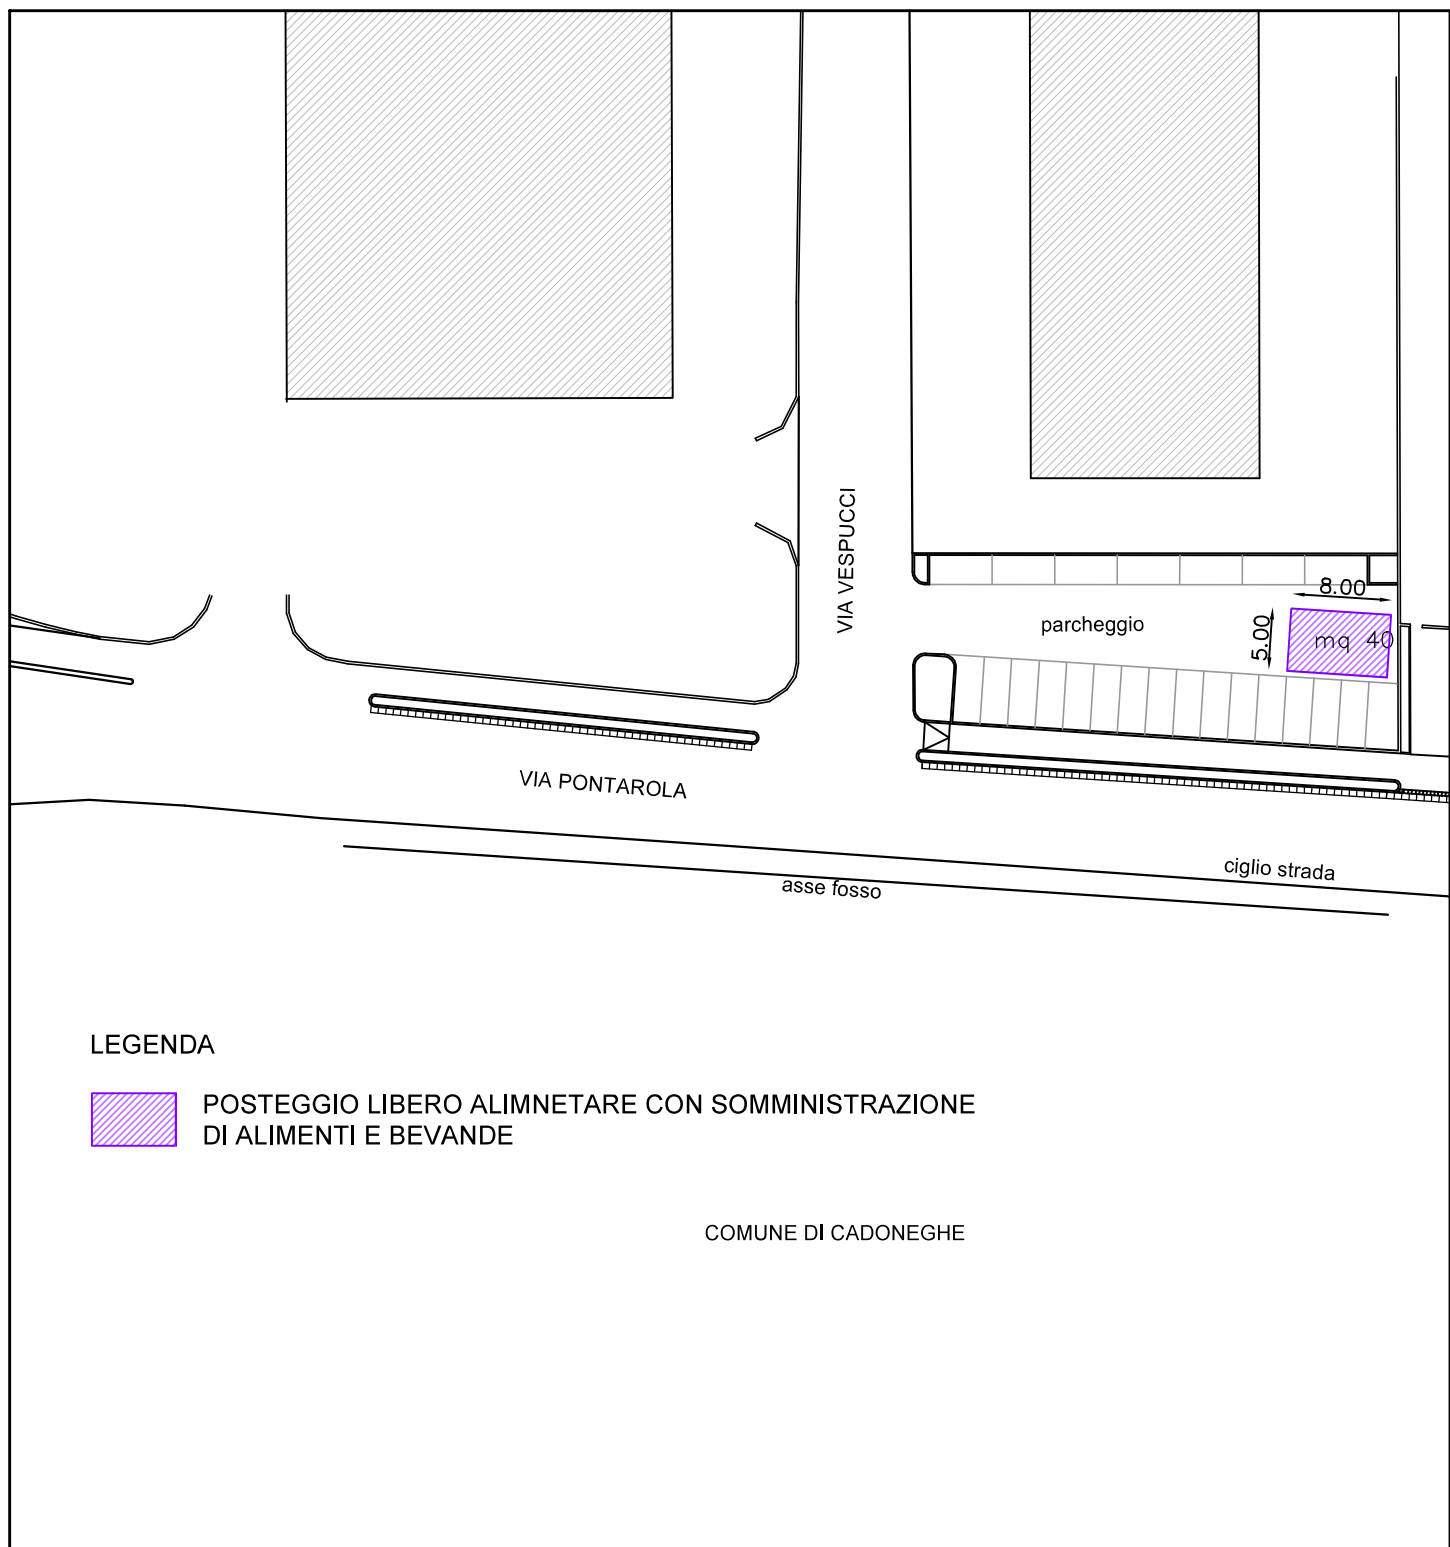 VIA VESPUCCI
8.00
5.00
parcheggio
mq 40
VIA PONTAROLA
ciglio strada
asse fosso
LEGENDA
POSTEGGIO LIBERO ALIMNETARE CON SOMMINISTRAZIONE
DI ALIMENTI E BEVANDE
COMUNE DI CADONEGHE